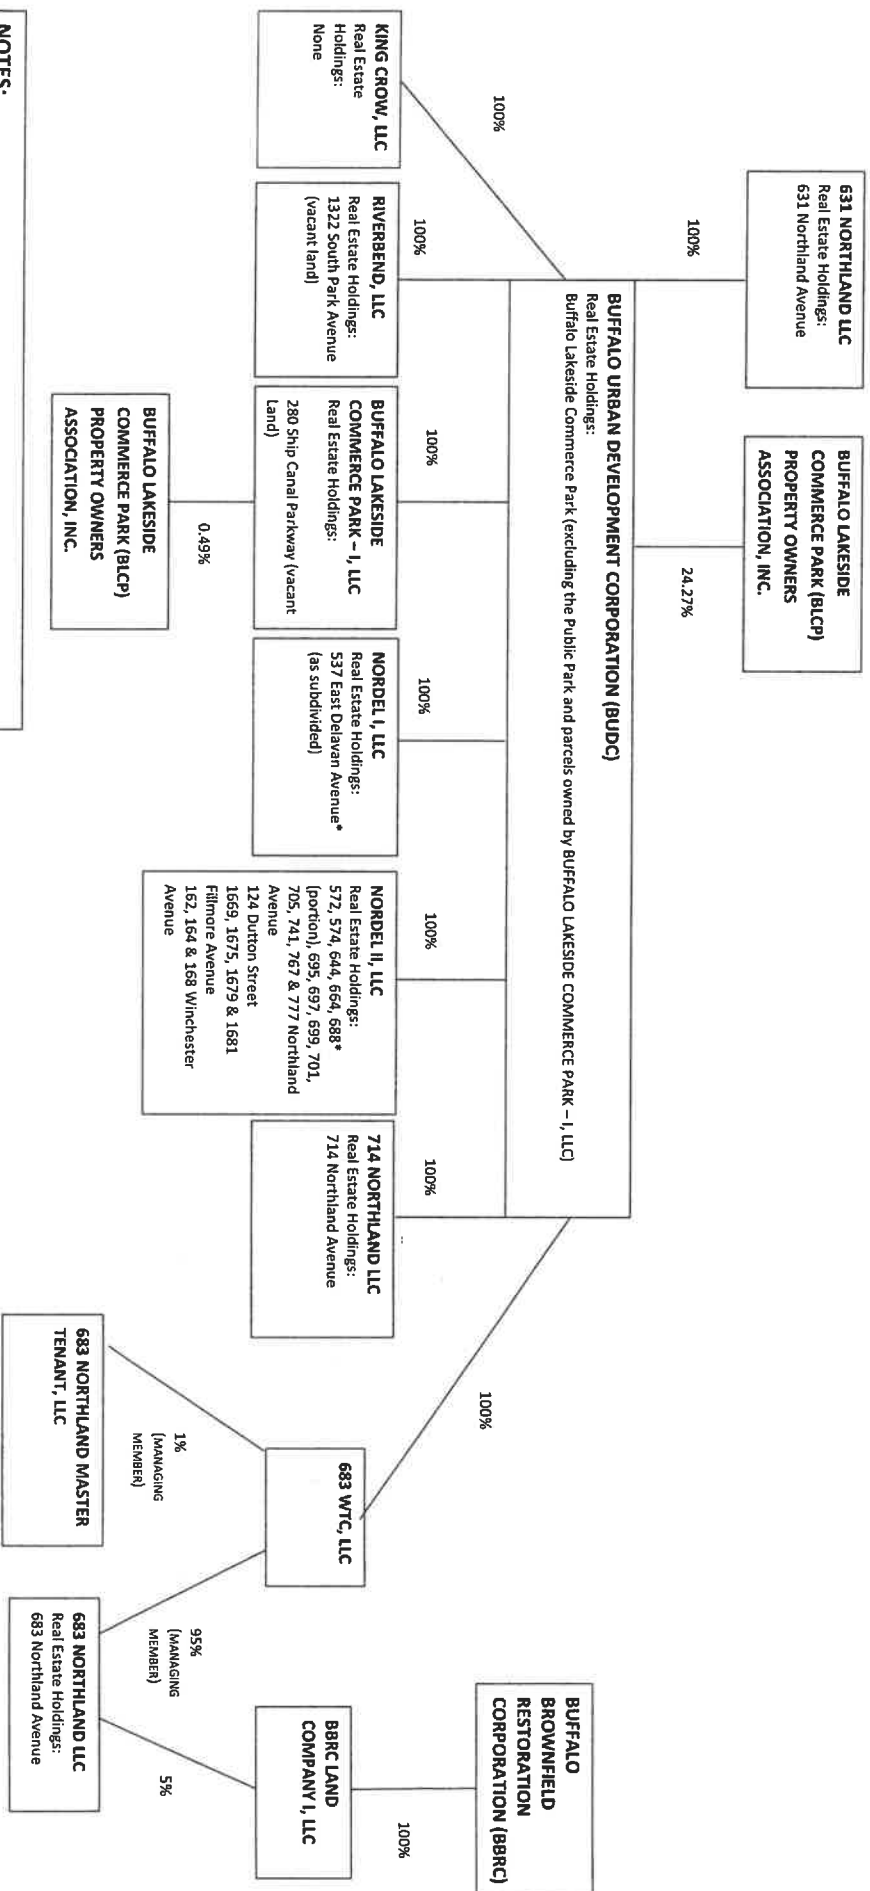 631 NORTHLAND LLC
Real Estate Holdings:
631 Northland Avenue
BUFFALO LAKESIDE
COMMERCE PARK (BLCP)
PROPERTY OWNERS
ASSOCIATION, INC.
100%
24.27%
BUFFALO URBAN DEVELOPMENT CORPORATION (BUDC)
Real Estate Holdings:
Buffalo Lakeside Commerce Park (excluding the Public Park and parcels owned by BUFFALO LAKESIDE COMMERCE PARK – I, LLC)
100%
100%
100%
100%
100%
100%
100%
KING CROW, LLC
Real Estate
Holdings:
None
RIVERBEND, LLC
Real Estate Holdings:
1322 South Park Avenue
(vacant land)
BUFFALO LAKESIDE
COMMERCE PARK – I, LLC
Real Estate Holdings:
280 Ship Canal Parkway (vacant
Land)
NORDEL I, LLC
Real Estate Holdings:
537 East Delavan Avenue*
(as subdivided)
NORDEL II, LLC
Real Estate Holdings:
572, 574, 644, 664, 688*
(portion), 695, 697, 699, 701,
705, 741, 767 & 777 Northland
Avenue
124 Dutton Street
1669, 1675, 1679 & 1681
Fillmore Avenue
162, 164 & 168 Winchester
Avenue
714 NORTHLAND LLC
Real Estate Holdings:
714 Northland Avenue
683 WTC, LLC
BUFFALO
BROWNFIELD
RESTORATION
CORPORATION (BBRC)
100%
BBRC LAND
COMPANY I, LLC
0.49%
BUFFALO LAKESIDE
COMMERCE PARK (BLCP)
PROPERTY OWNERS
ASSOCIATION, INC.
1%
(MANAGING
MEMBER)
95%
(MANAGING
MEMBER)
5%
683 NORTHLAND MASTER
TENANT, LLC
683 NORTHLAND LLC
Real Estate Holdings:
683 Northland Avenue
NOTES: